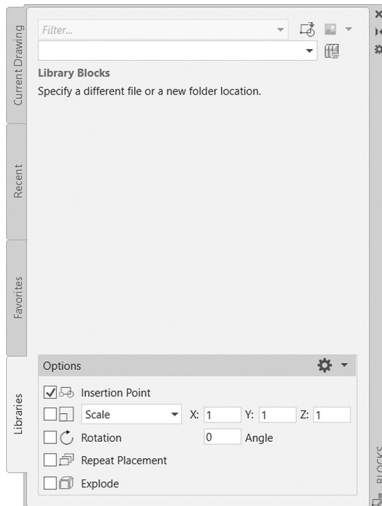 Current Drawing
Recent
Favorites
Libraries
Filter...
Library Blocks
Specify a different file or a new folder location.
Options
Insertion Point
Scale X: 1 Y: 1 Z: 1
Rotation 0 Angle
Repeat Placement
Explode
BLOCKS